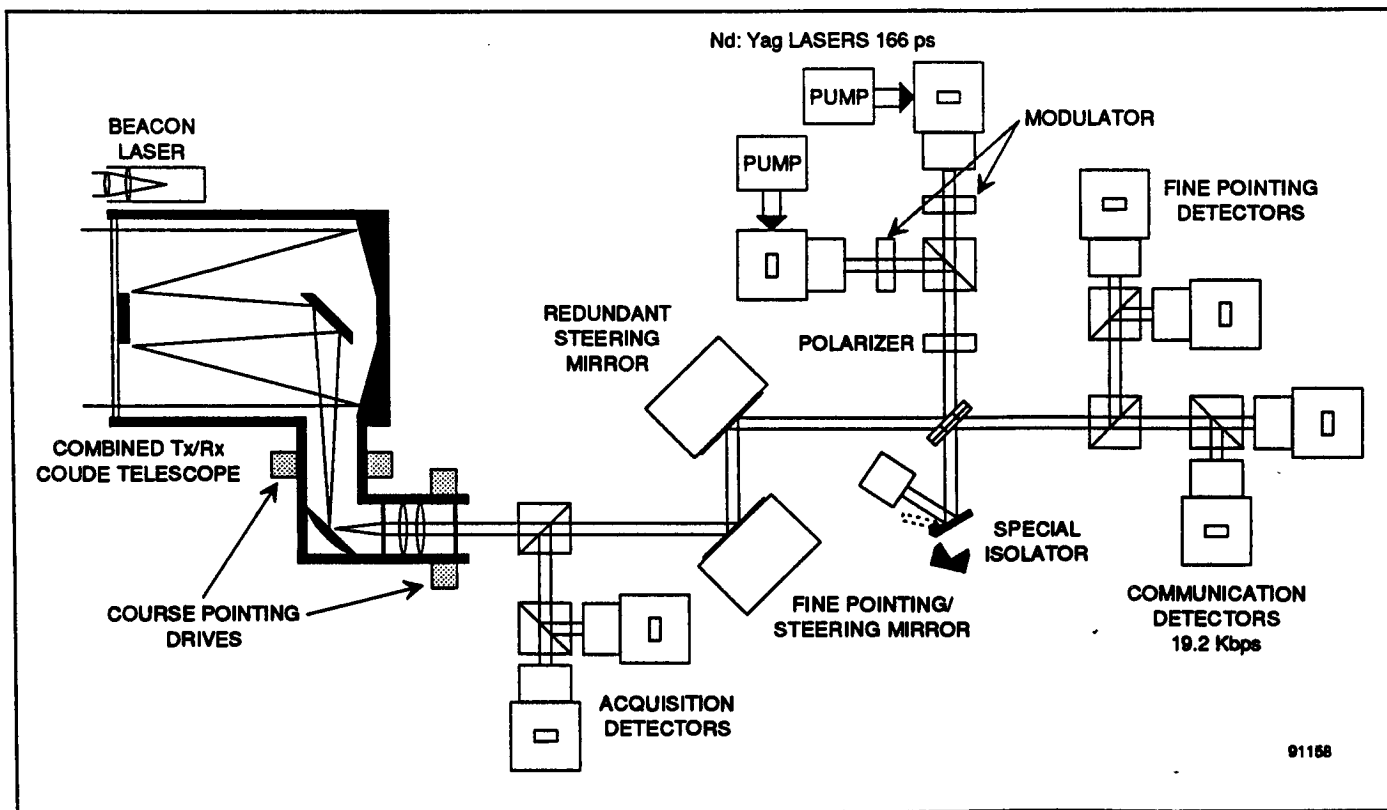 Nd: Yag LASERS 166 ps
PUMP
MODULATOR
BEACON
LASER
PUMP
FINE POINTING
DETECTORS
REDUNDANT
STEERING
MIRROR
POLARIZER
COMBINED Tx/Rx
COUDE TELESCOPE
SPECIAL
ISOLATOR
COURSE POINTING
DRIVES
FINE POINTING/
STEERING MIRROR
COMMUNICATION
DETECTORS
19.2 Kbps
ACQUISITION
DETECTORS
91158